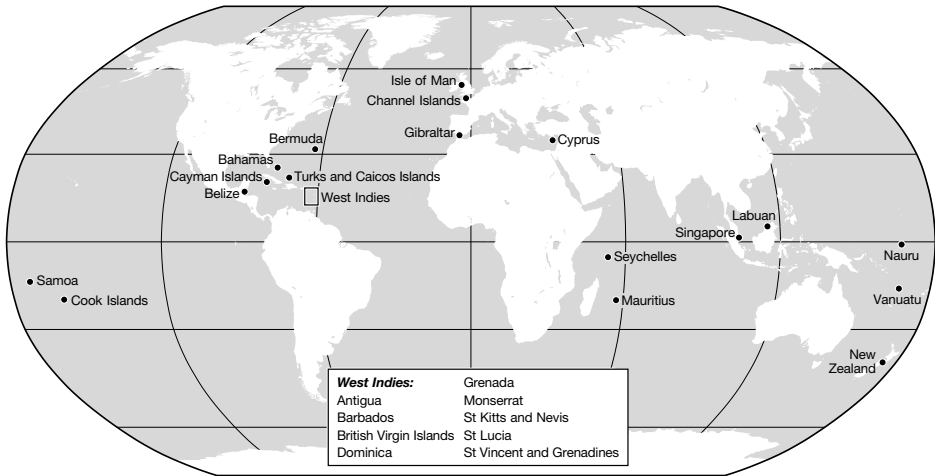 Isle of Man
Channel Islands
Gibraltar
Cyprus
Bermuda
Bahamas
Cayman Islands
Turks and Caicos Islands
Belize
West Indies
Labuan
Singapore
Seychelles
Nauru
Samoa
Cook Islands
Mauritius
Vanuatu
New
Zealand
West Indies: Grenada
Antigua Monserrat
Barbados St Kitts and Nevis
British Virgin Islands St Lucia
Dominica St Vincent and Grenadines